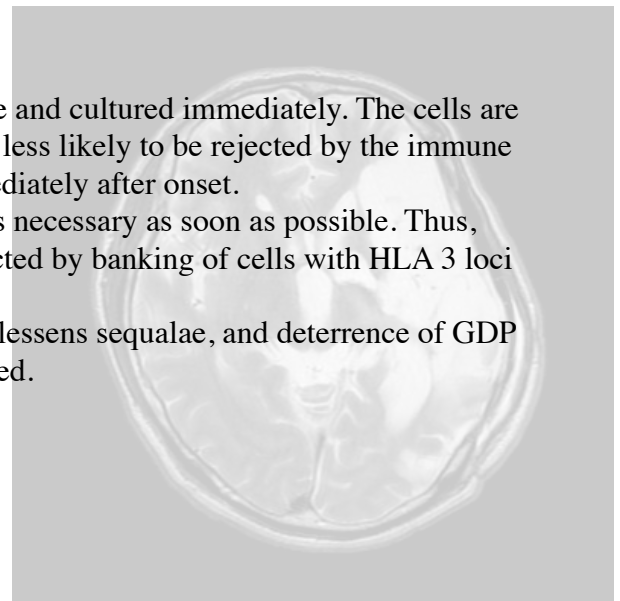 e and cultured immediately. The cells are
less likely to be rejected by the immune
ediately after onset.
s necessary as soon as possible. Thus,
cted by banking of cells with HLA 3 loci
lessens sequalae, and deterrence of GDP
ed.